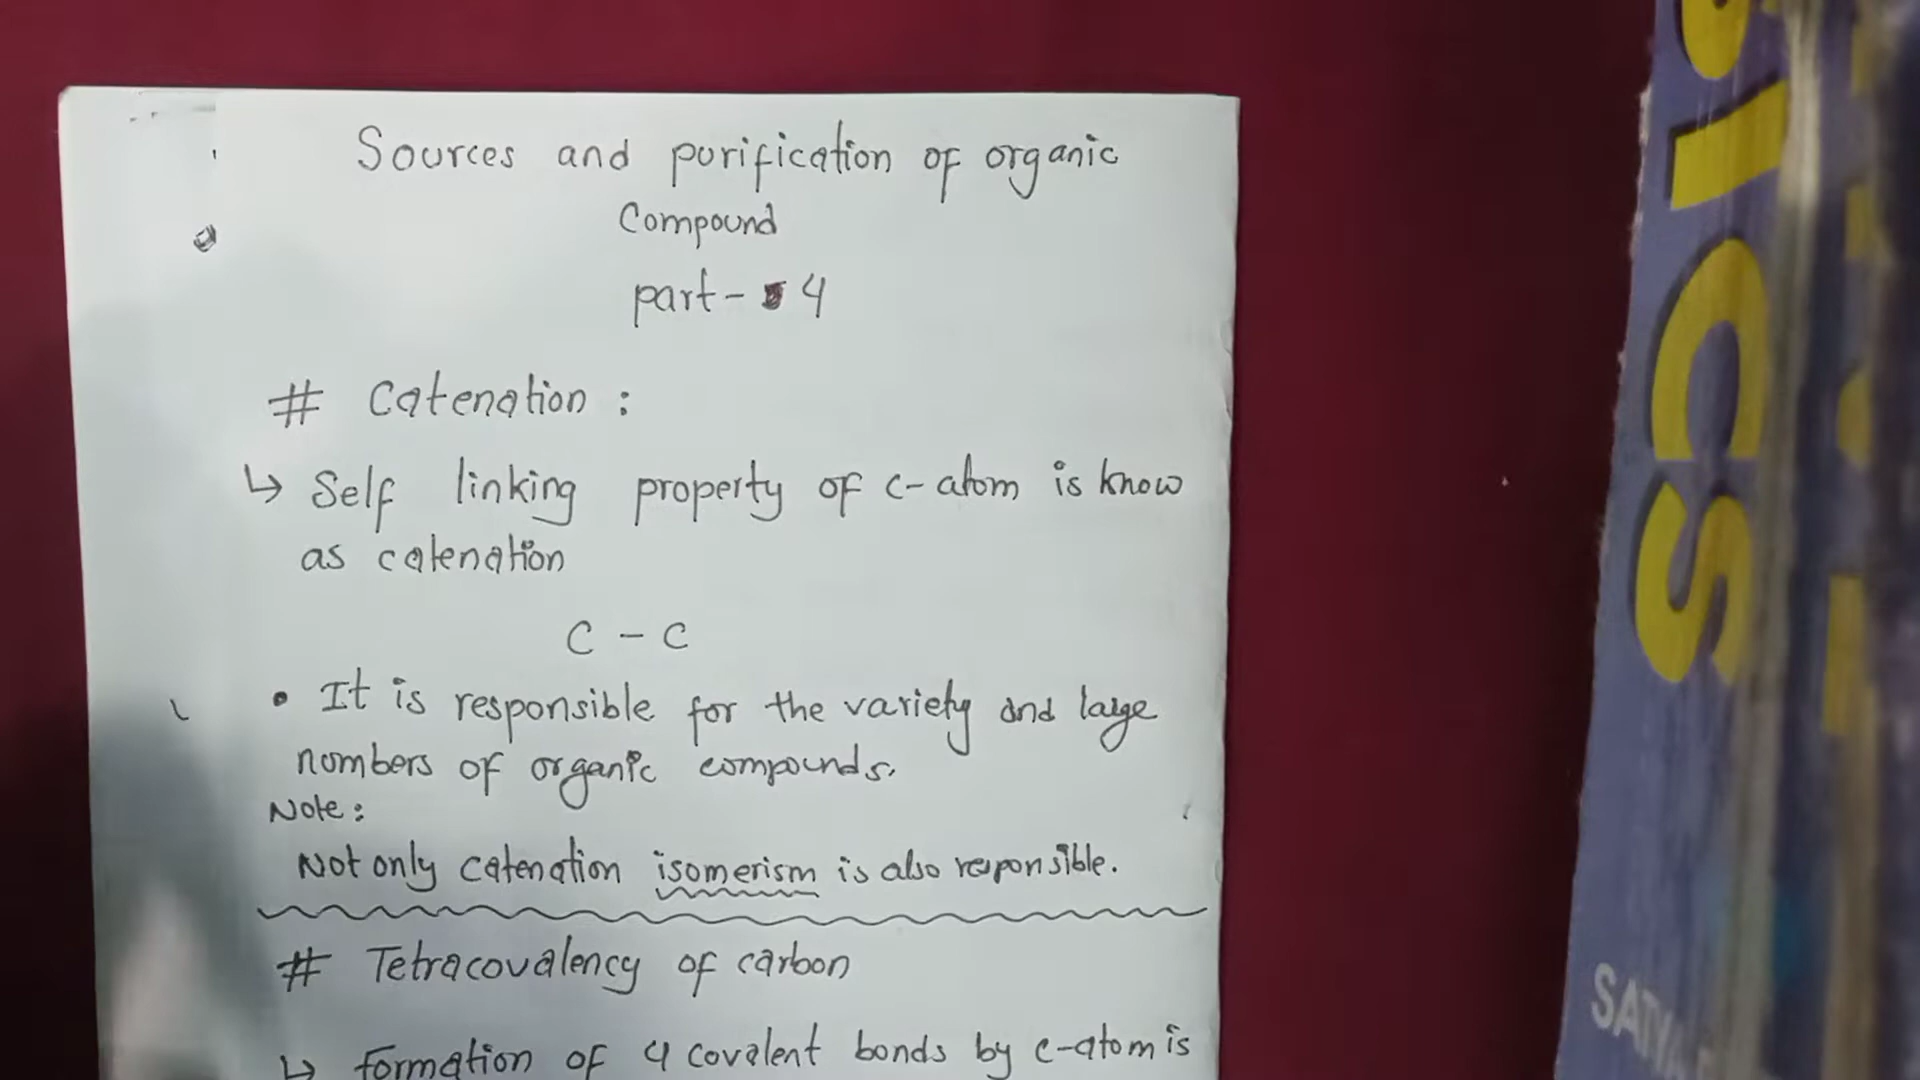 Sources and purification of organic
Compound
part- 4
# Catenation :
↳ Self linking property of c-atom is know
as catenation
C - C
• It is responsible for the variety and large
numbers of organic compounds.
Note:
Not only catenation isomerism is also responsible.
# Tetracovalency of carbon
↳ formation of 4 covalent bonds by c-atom is
SICS